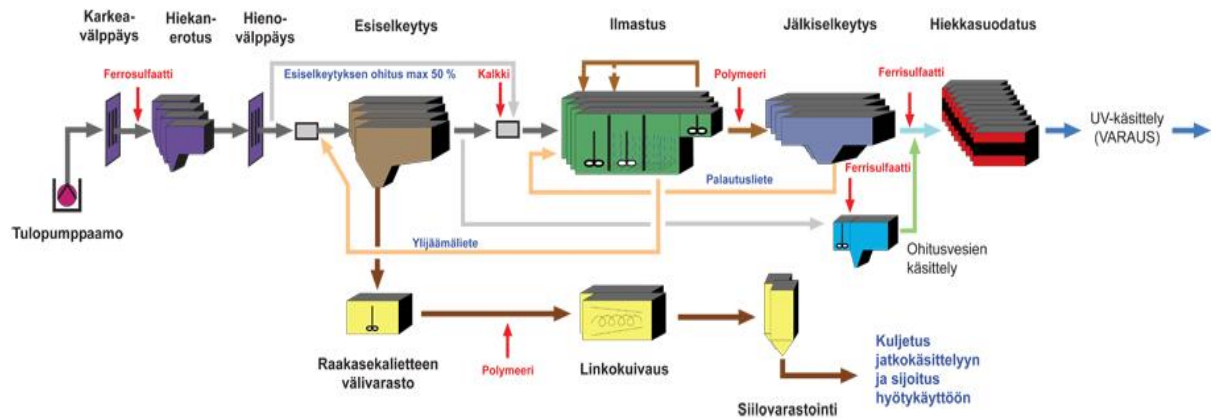 Karkea-
välppäys
Hiekan-
erotus
Hieno-
välppäys
Esiselkeytys
Ilmastus
Jälkiselkeytys
Hiekkasuodatus
Ferrosulfaatti
Esiselkeytyksen ohitus max 50 %
Kalkki
Polymeeri
Ferrisulfaatti
UV-käsittely
(VARAUS)
Palautusliete
Ferrisulfaatti
Tulopumppaamo
Ylijäämäliete
Ohitusvesien
käsittely
Raakasekalietteen
välivarasto
Polymeeri
Linkokuivaus
Siilovarastointi
Kuljetus
jatkokäsittelyyn
ja sijoitus
hyötykäyttöön